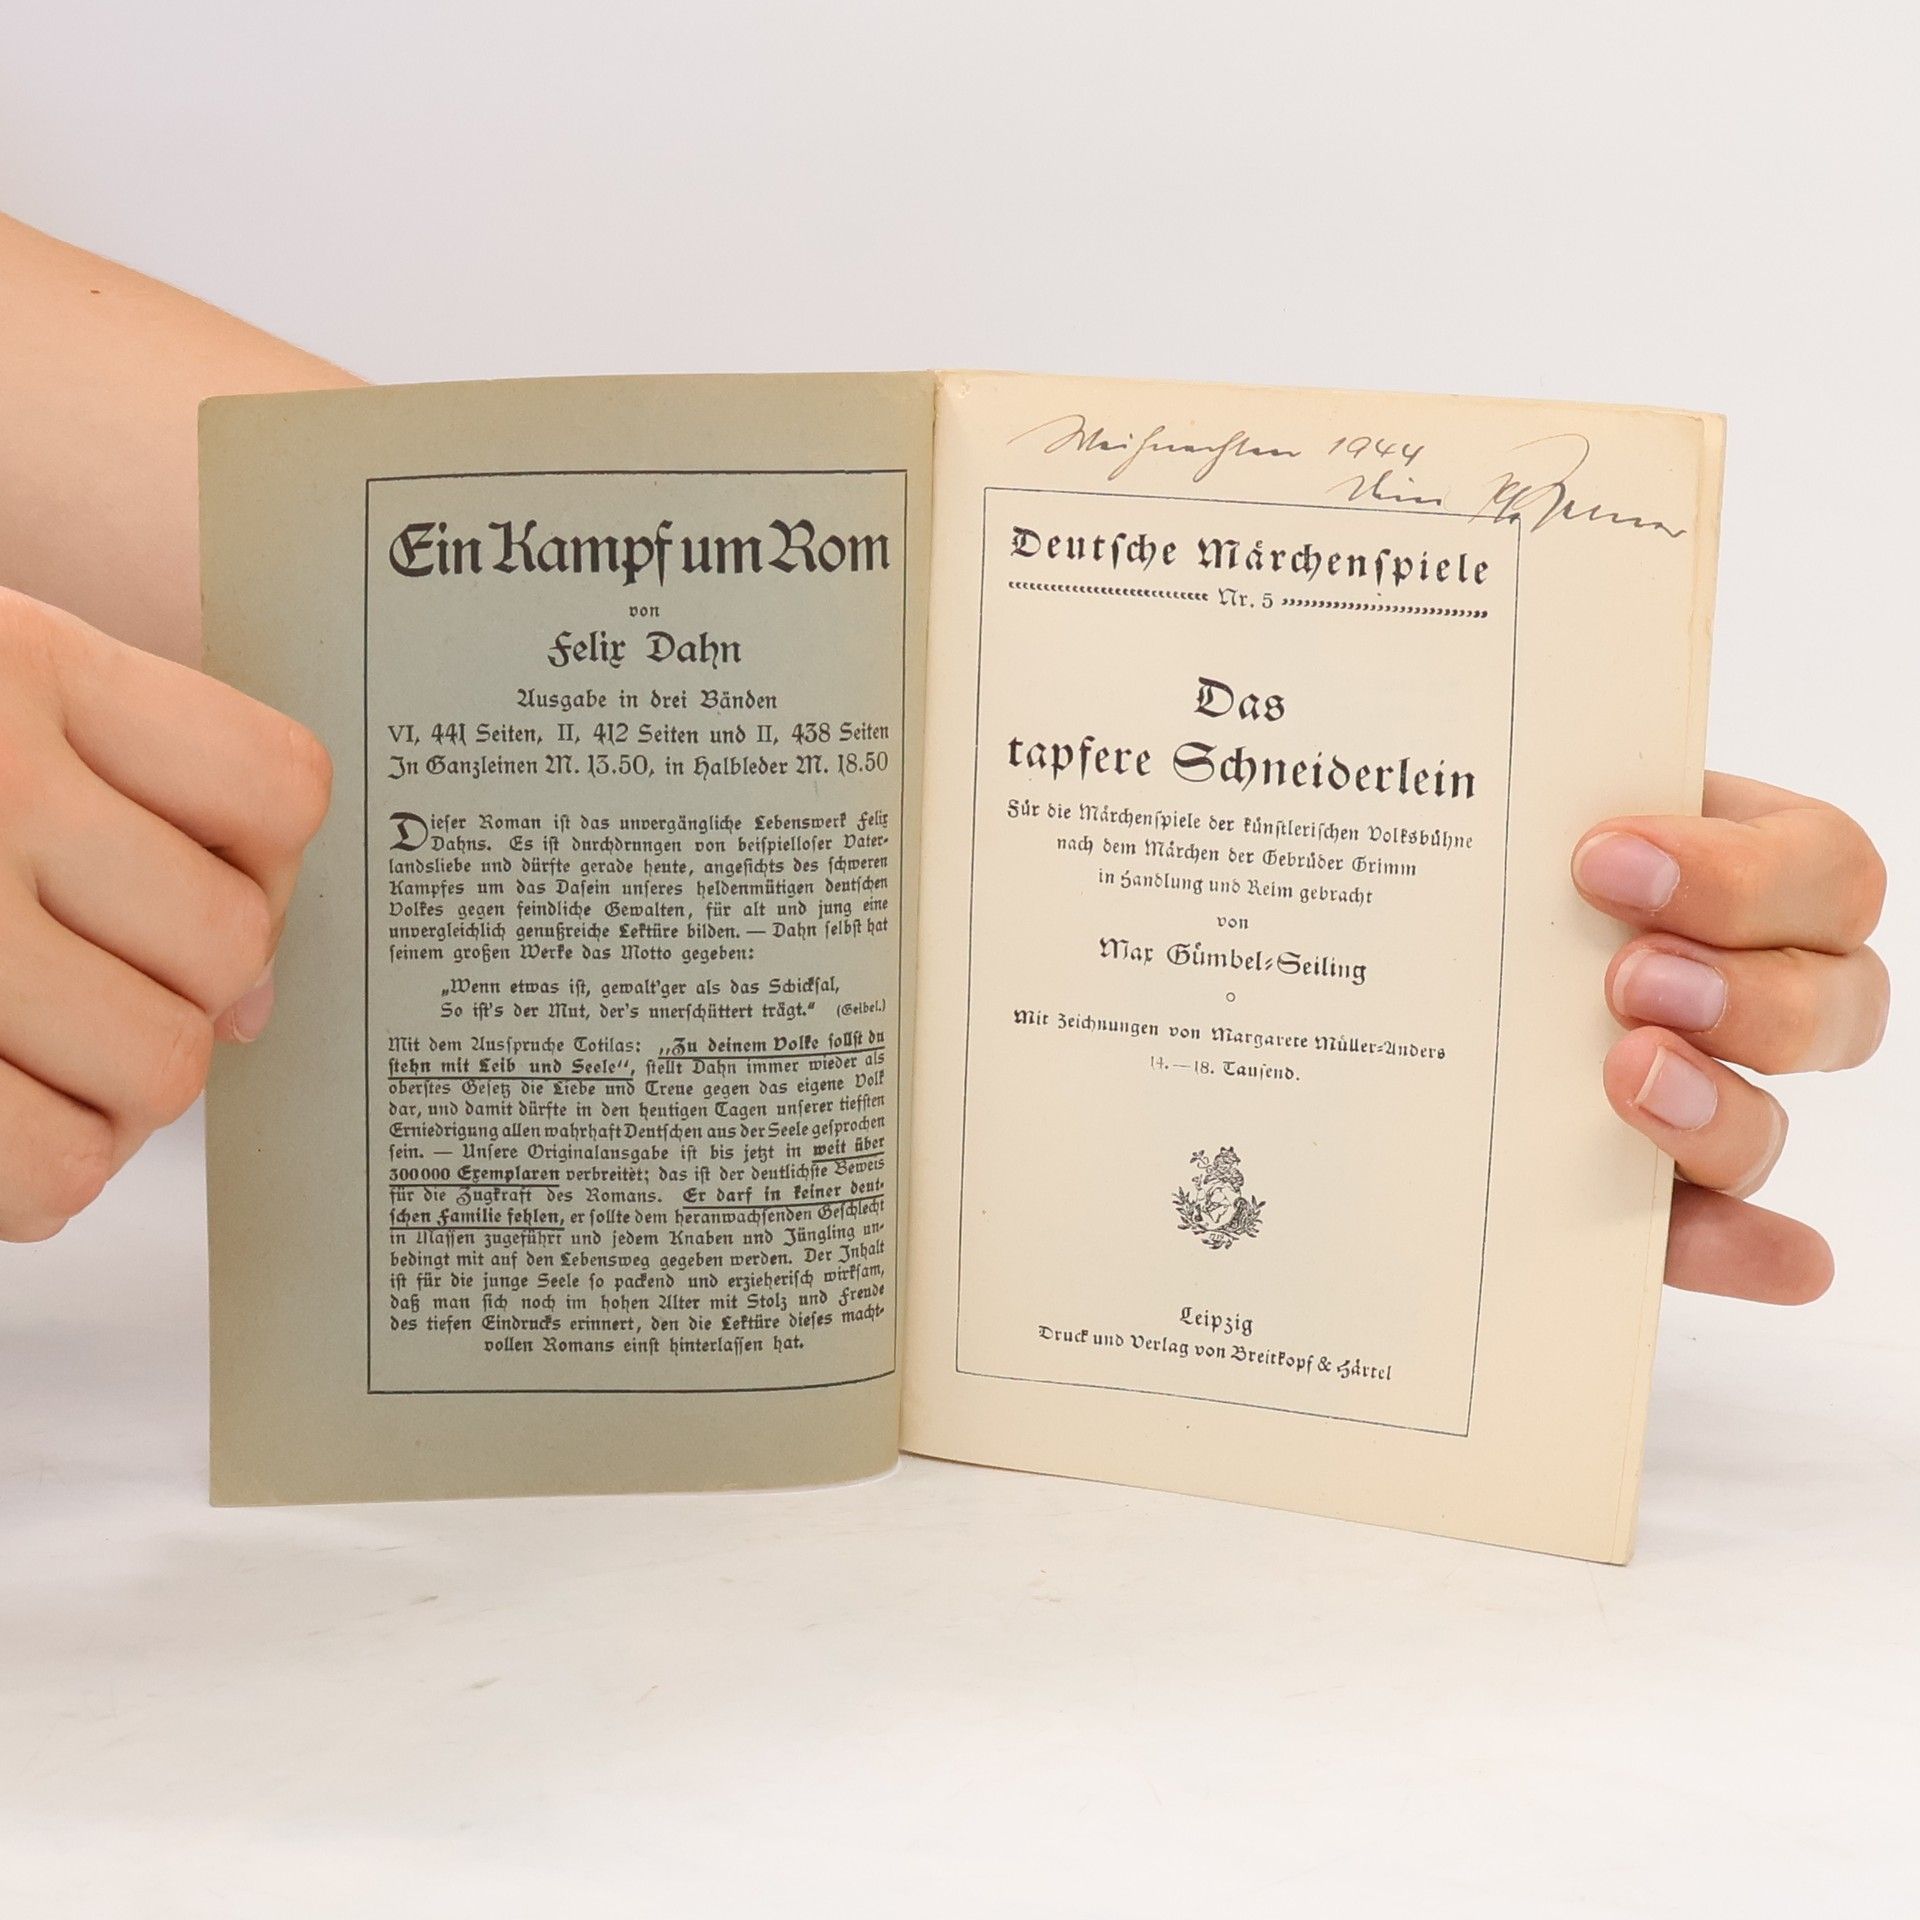 Ein Kampf um Rom
von
Felix Dahn
Ausgabe in drei Bänden
VI, 441 Seiten, II, 412 Seiten und II, 438 Seiten
In Ganzleinen M. 13.50, in Halbleder M. 18.50
Dieser Roman ist das unvergängliche Lebenswerk Felix
Dahns. Es ist durchdrungen von beispielloser Vater-
landsliebe und dürfte gerade heute, angesichts des schweren
Kampfes um das Dasein unseres heldenmütigen deutschen
Volkes gegen feindliche Gewalten, für alt und jung eine
unvergleichlich genußreiche Lektüre bilden. — Dahn selbst hat
seinem großen Werke das Motto gegeben:
„Wenn etwas ist, gewalt'ger als das Schicksal,
So ist's der Mut, der's unerschüttert trägt.“ (Geibel.)
Mit dem Ausspruche Totilas: „Zu deinem Volke sollst du
stehn mit Leib und Seele“, stellt Dahn immer wieder als
oberstes Gesetz die Liebe und Treue gegen das eigene Volk
dar, und damit dürfte in den heutigen Tagen unserer tiefsten
Erniedrigung allen wahrhaft Deutschen aus der Seele gesprochen
sein. — Unsere Originalausgabe ist bis jetzt in weit über
300000 Exemplaren verbreitet; das ist der deutlichste Beweis
für die Zugkraft des Romans. Er darf in keiner deut-
schen Familie fehlen, er sollte dem heranwachsenden Geschlecht
in Massen zugeführt und jedem Knaben und Jüngling un-
bedingt mit auf den Lebensweg gegeben werden. Der Inhalt
ist für die junge Seele so packend und erzieherisch wirksam,
daß man sich noch im hohen Alter mit Stolz und Freude
des tiefen Eindrucks erinnert, den die Lektüre dieses macht-
vollen Romans einst hinterlassen hat.
Weihnachten 1944
Deutsche Märchenspiele
Nr. 5
Das
tapfere Schneiderlein
Für die Märchenspiele der künstlerischen Volksbühne
nach dem Märchen der Gebrüder Grimm
in Handlung und Reim gebracht
von
Max Gümbel-Seiling
Mit Zeichnungen von Margarete Müller-Anders
14.—18. Tausend.
Leipzig
Druck und Verlag von Breitkopf & Härtel